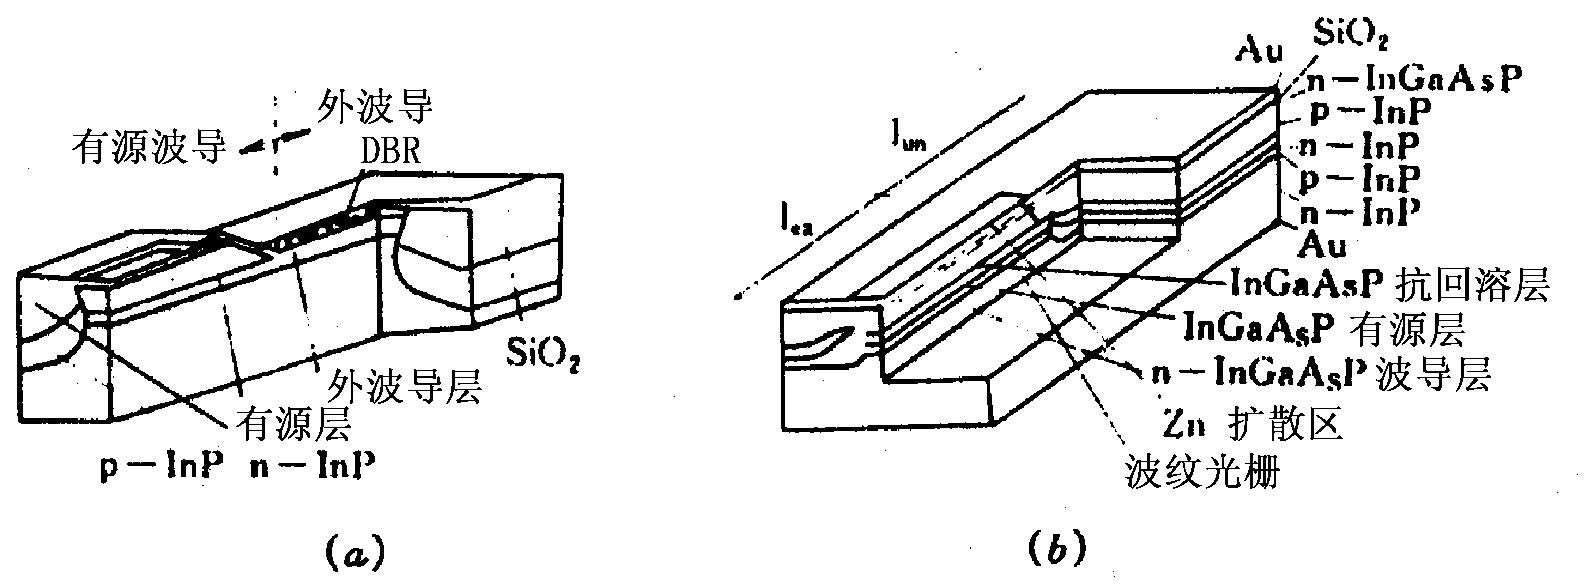 外波导
有源波导
DBR
SiO₂
外波导层
有源层
p-InP n-InP
(a)
Au
SiO₂
n-InGaAsP
p-InP
n-InP
p-InP
n-InP
Au
InGaAsP 抗回溶层
InGaAsP 有源层
n-InGaAsP 波导层
Zn 扩散区
波纹光栅
(b)